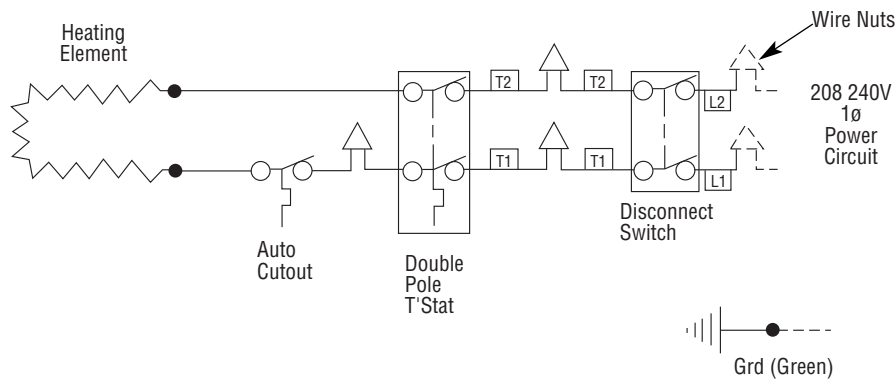 Heating
Element
Wire Nuts
T2
T2
L2
208 240V
1ø
Power
Circuit
T1
T1
L1
Auto
Cutout
Double
Pole
T'Stat
Disconnect
Switch
Grd (Green)